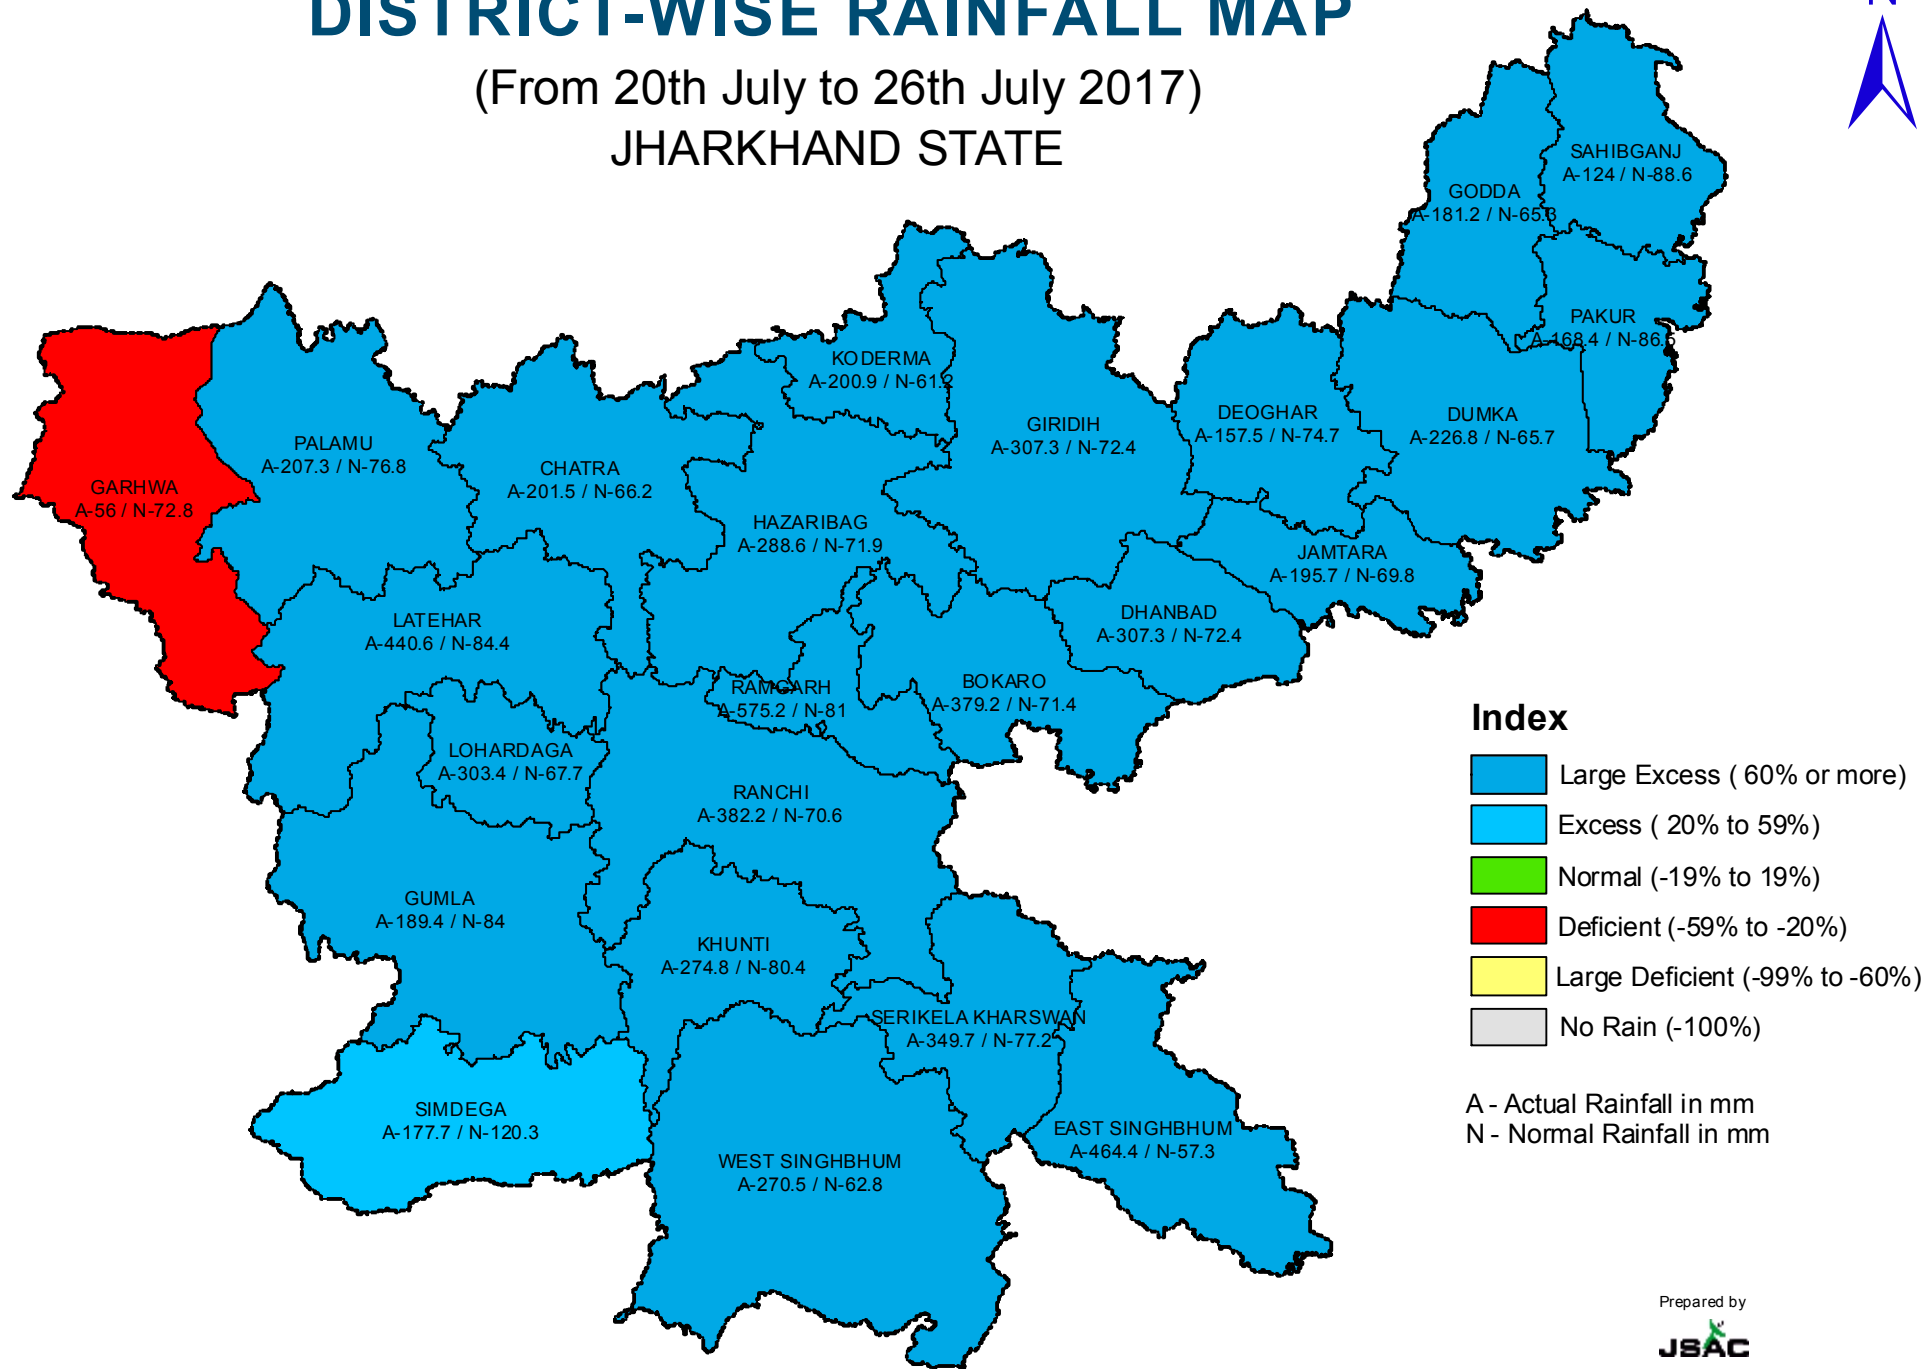 DISTRICT-WISE RAINFALL MAP
N
(From 20th July to 26th July 2017)
JHARKHAND STATE
SAHIBGANJ
A-124 / N-88.6
GODDA
A-181.2 / N-65.3
PAKUR
A-168.4 / N-86.5
KODERMA
A-200.9 / N-61.2
GIRIDIH
A-307.3 / N-72.4
DEOGHAR
A-157.5 / N-74.7
DUMKA
A-226.8 / N-65.7
PALAMU
A-207.3 / N-76.8
CHATRA
A-201.5 / N-66.2
GARHWA
A-56 / N-72.8
HAZARIBAG
A-288.6 / N-71.9
JAMTARA
A-195.7 / N-69.8
LATEHAR
A-440.6 / N-84.4
DHANBAD
A-307.3 / N-72.4
RAMGARH
A-575.2 / N-81
BOKARO
A-379.2 / N-71.4
LOHARDAGA
A-303.4 / N-67.7
RANCHI
A-382.2 / N-70.6
GUMLA
A-189.4 / N-84
KHUNTI
A-274.8 / N-80.4
SERIKELA KHARSWAN
A-349.7 / N-77.2
SIMDEGA
A-177.7 / N-120.3
EAST SINGHBHUM
A-464.4 / N-57.3
WEST SINGHBHUM
A-270.5 / N-62.8
Index
Large Excess ( 60% or more)
Excess ( 20% to 59%)
Normal (-19% to 19%)
Deficient (-59% to -20%)
Large Deficient (-99% to -60%)
No Rain (-100%)
A - Actual Rainfall in mm
N - Normal Rainfall in mm
Prepared by
JSAC